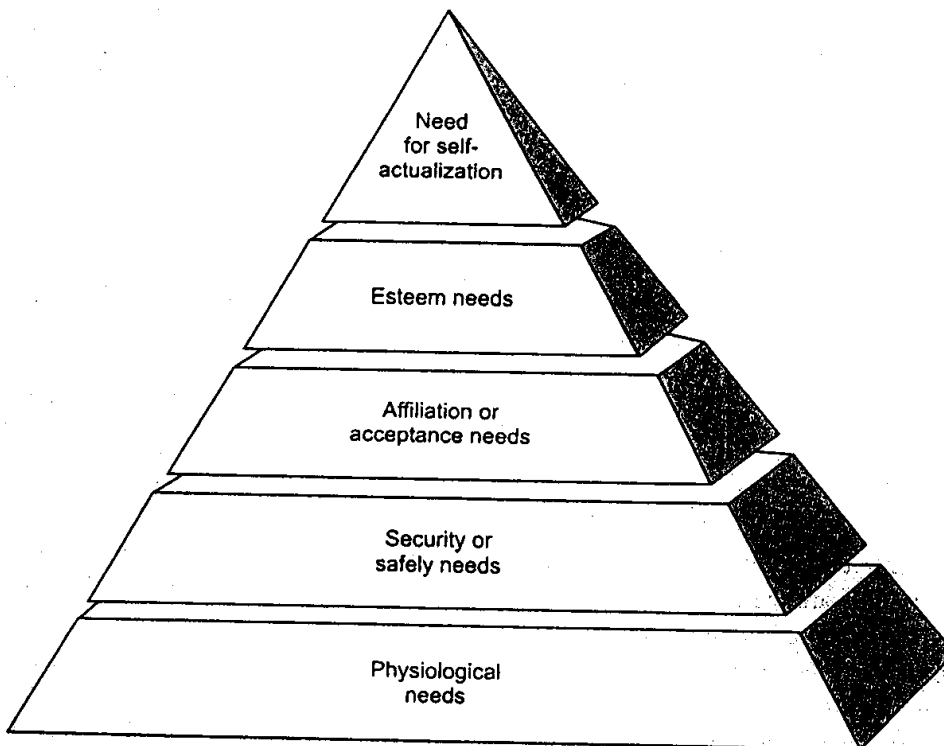 Need
for self-
actualization
Esteem needs
Affiliation or
acceptance needs
Security or
safely needs
Physiological
needs